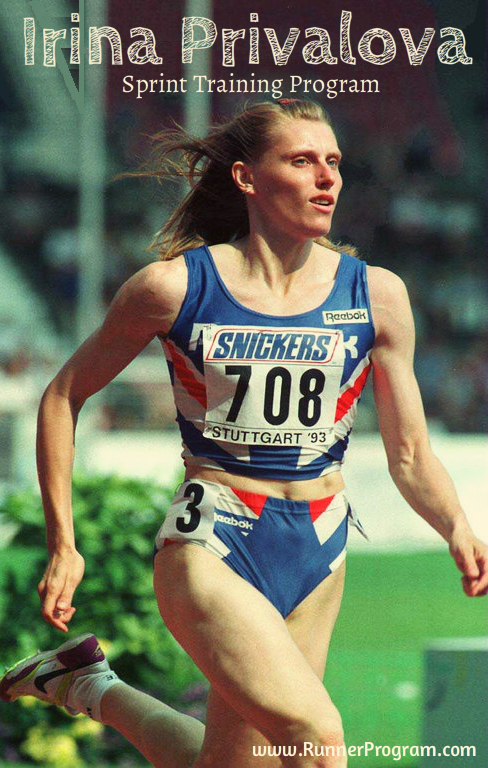 Irina Privalova
Sprint Training Program
Reebok
SNICKERS
708
STUTTGART '93
3
Reebok
www.RunnerProgram.com